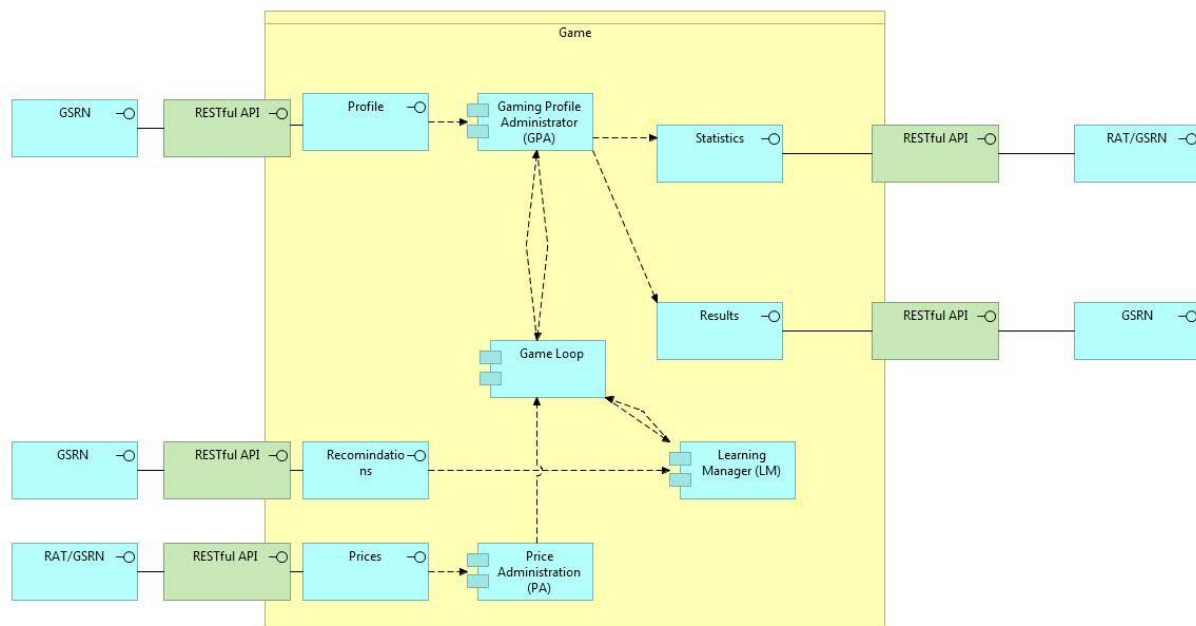 Game
GSRN
RESTful API
Profile
Gaming Profile
Administrator
(GPA)
Statistics
RESTful API
RAT/GSRN
Results
RESTful API
GSRN
Game Loop
GSRN
RESTful API
Recomindatio
ns
Learning
Manager (LM)
RAT/GSRN
RESTful API
Prices
Price
Administration
(PA)